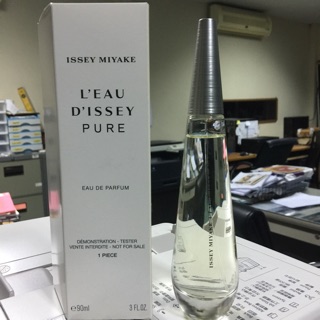 ISSEY MIYAKE
L'EAU
D'ISSEY
PURE
EAU DE PARFUM
DÉMONSTRATION - TESTER
VENTE INTERDITE - NOT FOR SALE
1 PIECE
℮90ml 3 FL.OZ.
ISSEY MIYAKE